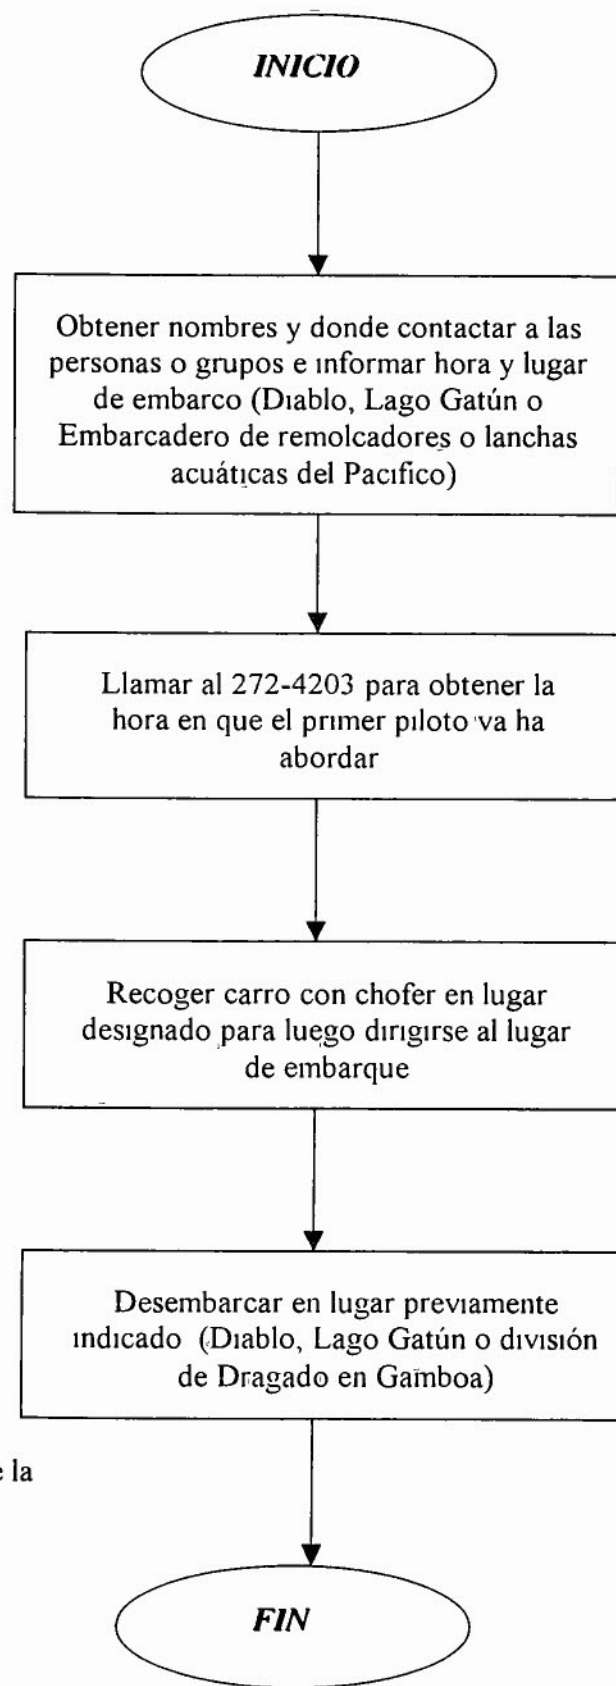 INICIO
Obtener nombres y donde contactar a las
personas o grupos e informar hora y lugar
de embarco (Diablo, Lago Gatún o
Embarcadero de remolcadores o lanchas
acuáticas del Pacifico)
Llamar al 272-4203 para obtener la
hora en que el primer piloto va ha
abordar
Recoger carro con chofer en lugar
designado para luego dirigirse al lugar
de embarque
Desembarcar en lugar previamente
indicado (Diablo, Lago Gatún o división
de Dragado en Gamboa)
e la
FIN